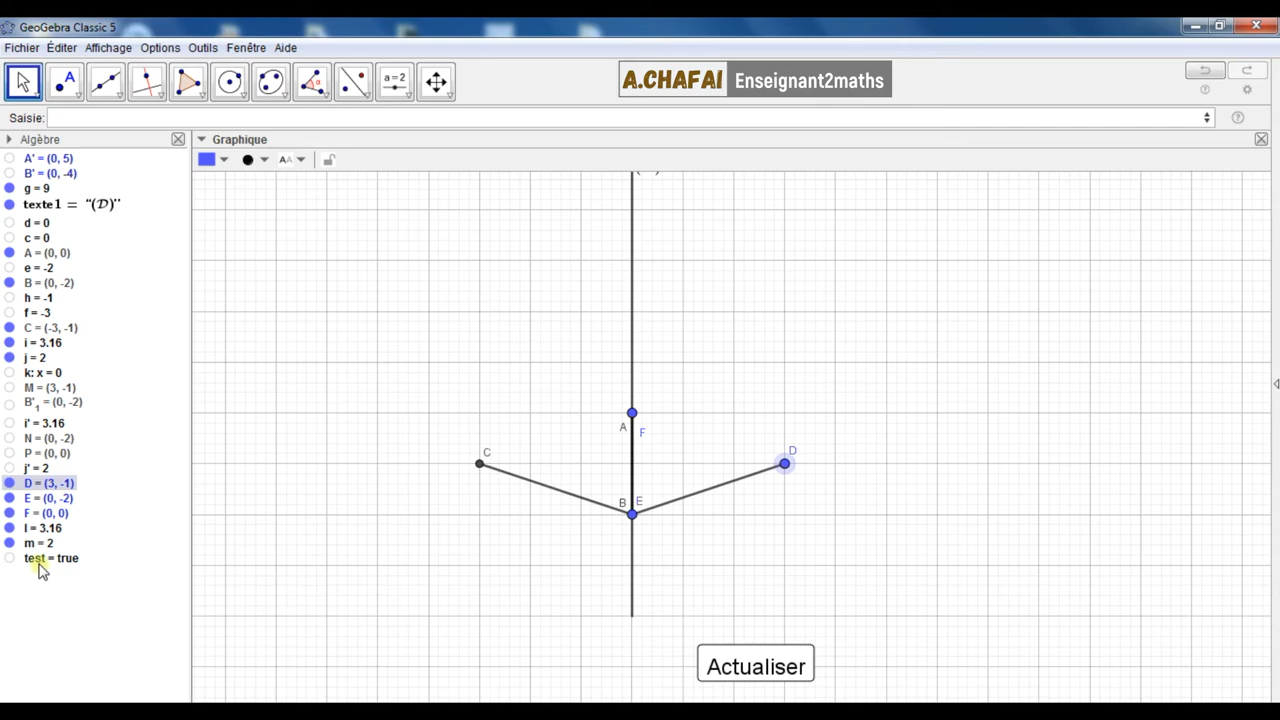 GeoGebra Classic 5
Fichier Éditer Affichage Options Outils Fenêtre Aide
A
α
a = 2
A.CHAFAI Enseignant2maths
Saisie:
Algèbre
Graphique
AA
A' = (0, 5)
B' = (0, -4)
g = 9
texte1 = “(D)”
d = 0
c = 0
A = (0, 0)
e = -2
B = (0, -2)
h = -1
f = -3
C = (-3, -1)
i = 3.16
j = 2
k: x = 0
M = (3, -1)
B'1 = (0, -2)
i' = 3.16
N = (0, -2)
P = (0, 0)
j' = 2
D = (3, -1)
E = (0, -2)
F = (0, 0)
l = 3.16
m = 2
test = true
A F
C
D
B E
Actualiser